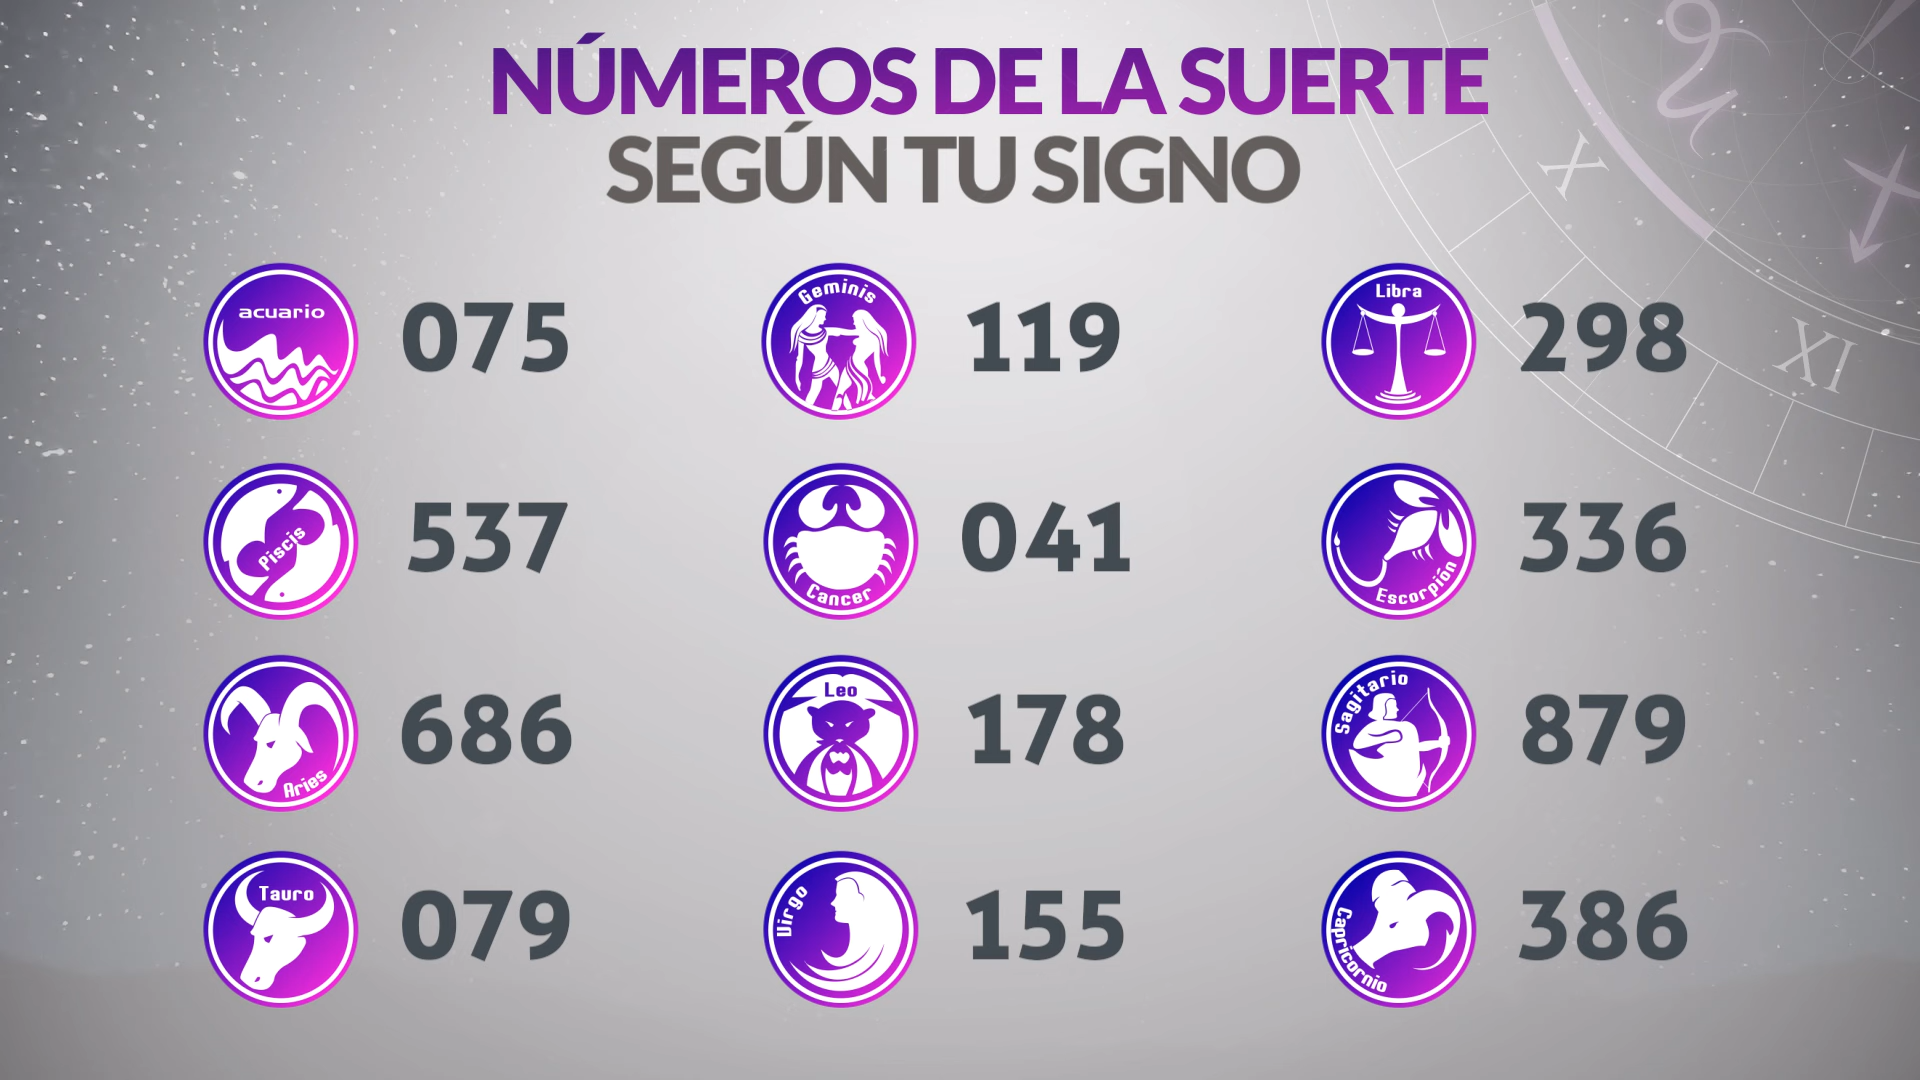 NÚMEROS DE LA SUERTE
SEGÚN TU SIGNO
acuario 075
Geminis 119
Libra 298
Piscis 537
Cancer 041
Escorpión 336
Aries 686
Leo 178
Sagitario 879
Tauro 079
Virgo 155
Capricornio 386
X
XI